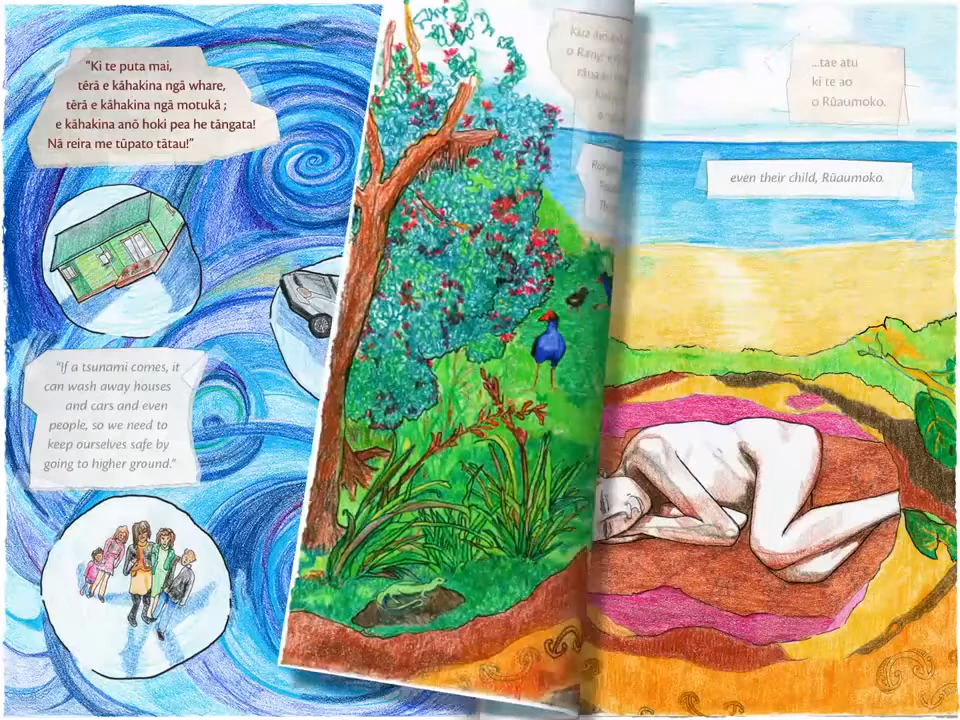 “Ki te puta mai,
tērā e kāhakina ngā whare,
tērā e kāhakina ngā motukā ;
e kāhakina anō hoki pea he tāngata!
Nā reira me tūpato tātau!”
“If a tsunami comes, it
can wash away houses
and cars and even
people, so we need to
keep ourselves safe by
going to higher ground.”
...tae atu
ki te ao
o Rūaumoko.
even their child, Rūaumoko.